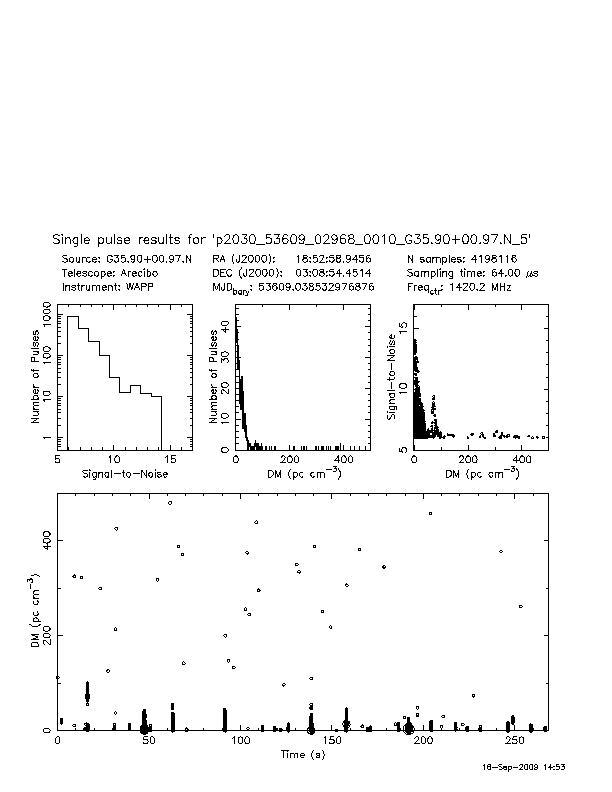 Single pulse results for 'p2030_53609_02968_0010_G35.90+00.97.N_5'
Source: G35.90+00.97.N RA (J2000): 18:52:58.9456 N samples: 4198116
Telescope: Arecibo DEC (J2000): 03:08:54.4514 Sampling time: 64.00 μs
Instrument: WAPP MJDbary: 53609.038532976876 Freqctr: 1420.2 MHz
Number of Pulses
1 10 100 1000
5 10 15
Signal-to-Noise
Number of Pulses
0 10 20 30 40
0 200 400
DM (pc cm⁻³)
Signal-to-Noise
5 10 15
0 200 400
DM (pc cm⁻³)
DM (pc cm⁻³)
0 200 400
0 50 100 150 200 250
Time (s)
16-Sep-2009 14:53